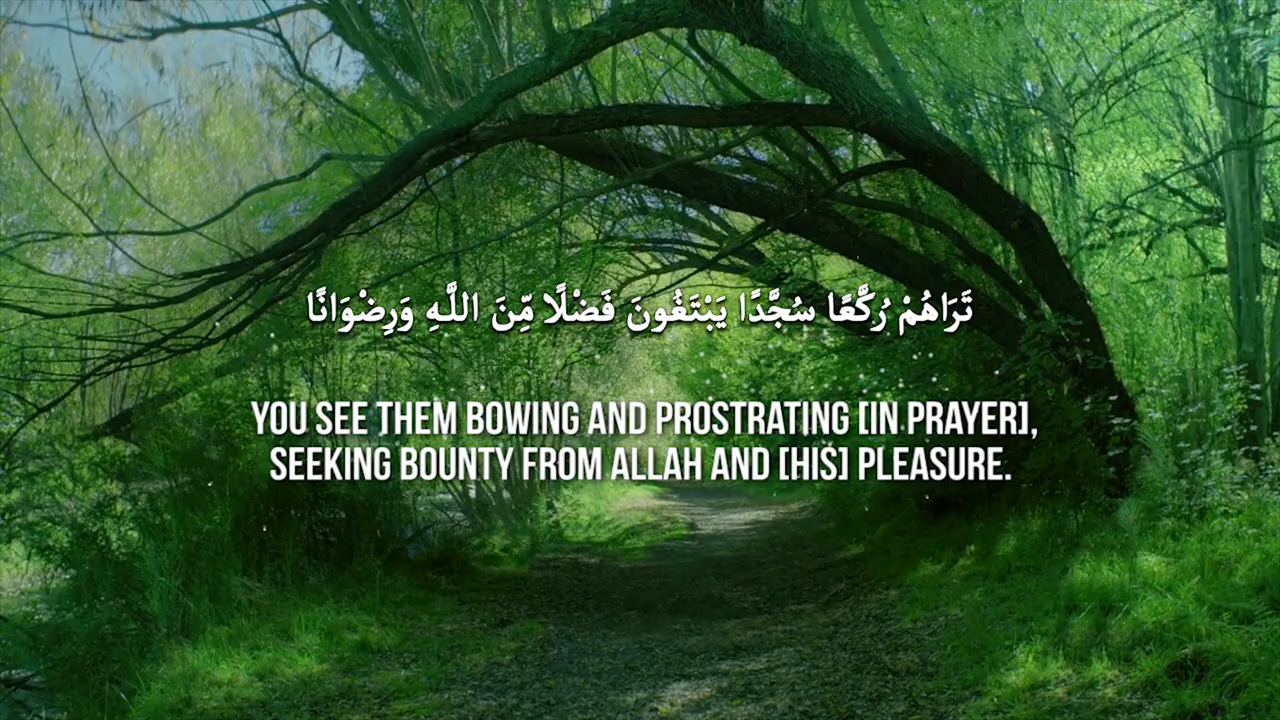 تَرَاهُمْ رُكَّعًا سُجَّدًا يَبْتَغُونَ فَضْلًا مِّنَ اللَّهِ وَرِضْوَانًا
YOU SEE THEM BOWING AND PROSTRATING [IN PRAYER],
SEEKING BOUNTY FROM ALLAH AND [HIS] PLEASURE.